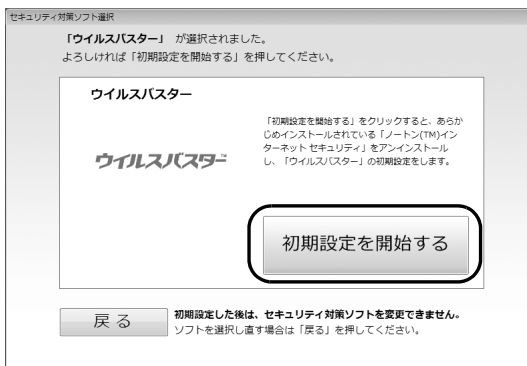 セキュリティ対策ソフト選択
「ウイルスバスター」 が選択されました。
よろしければ「初期設定を開始する」を押してください。
ウイルスバスター
「初期設定を開始する」をクリックすると、あらか
じめインストールされている「ノートン(TM)イン
ターネット セキュリティ」をアンインストール
し、「ウイルスバスター」の初期設定をします。
ウイルスバスター™
初期設定を開始する
戻 る
初期設定した後は、セキュリティ対策ソフトを変更できません。
ソフトを選択し直す場合は「戻る」を押してください。